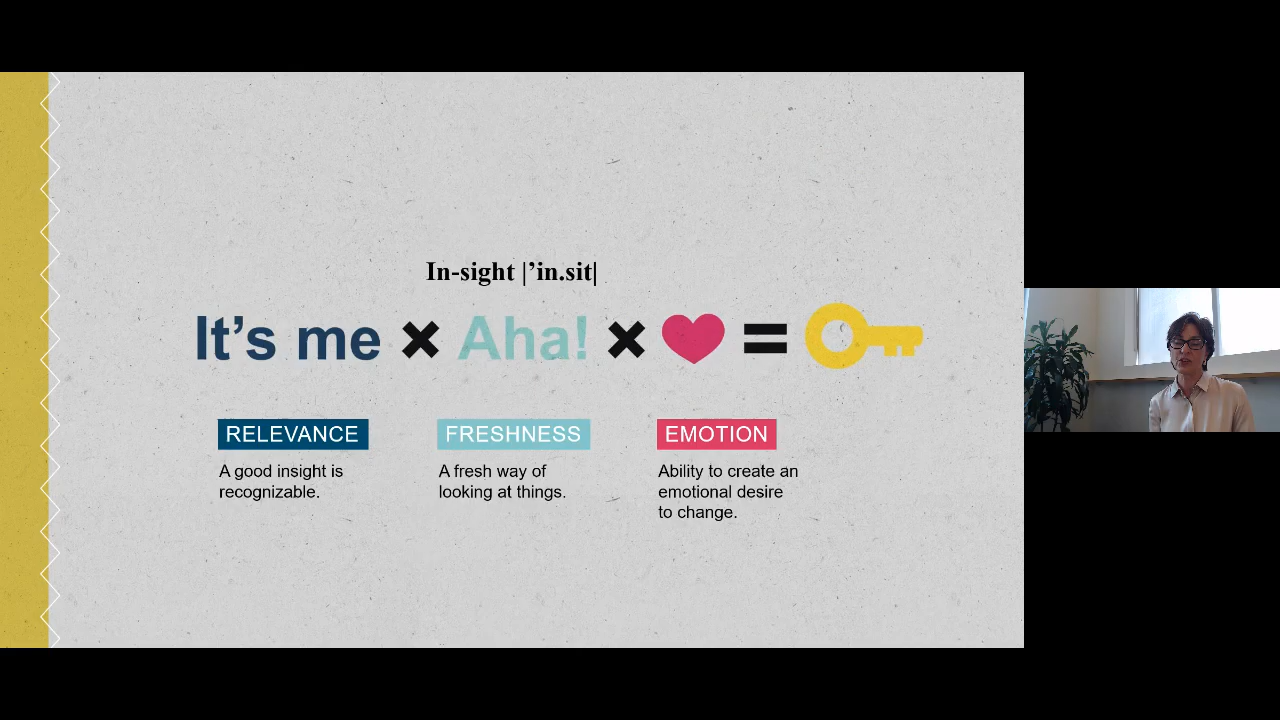 In-sight |’in.sit|
It’s me × Aha! × =
RELEVANCE
A good insight is
recognizable.
FRESHNESS
A fresh way of
looking at things.
EMOTION
Ability to create an
emotional desire
to change.